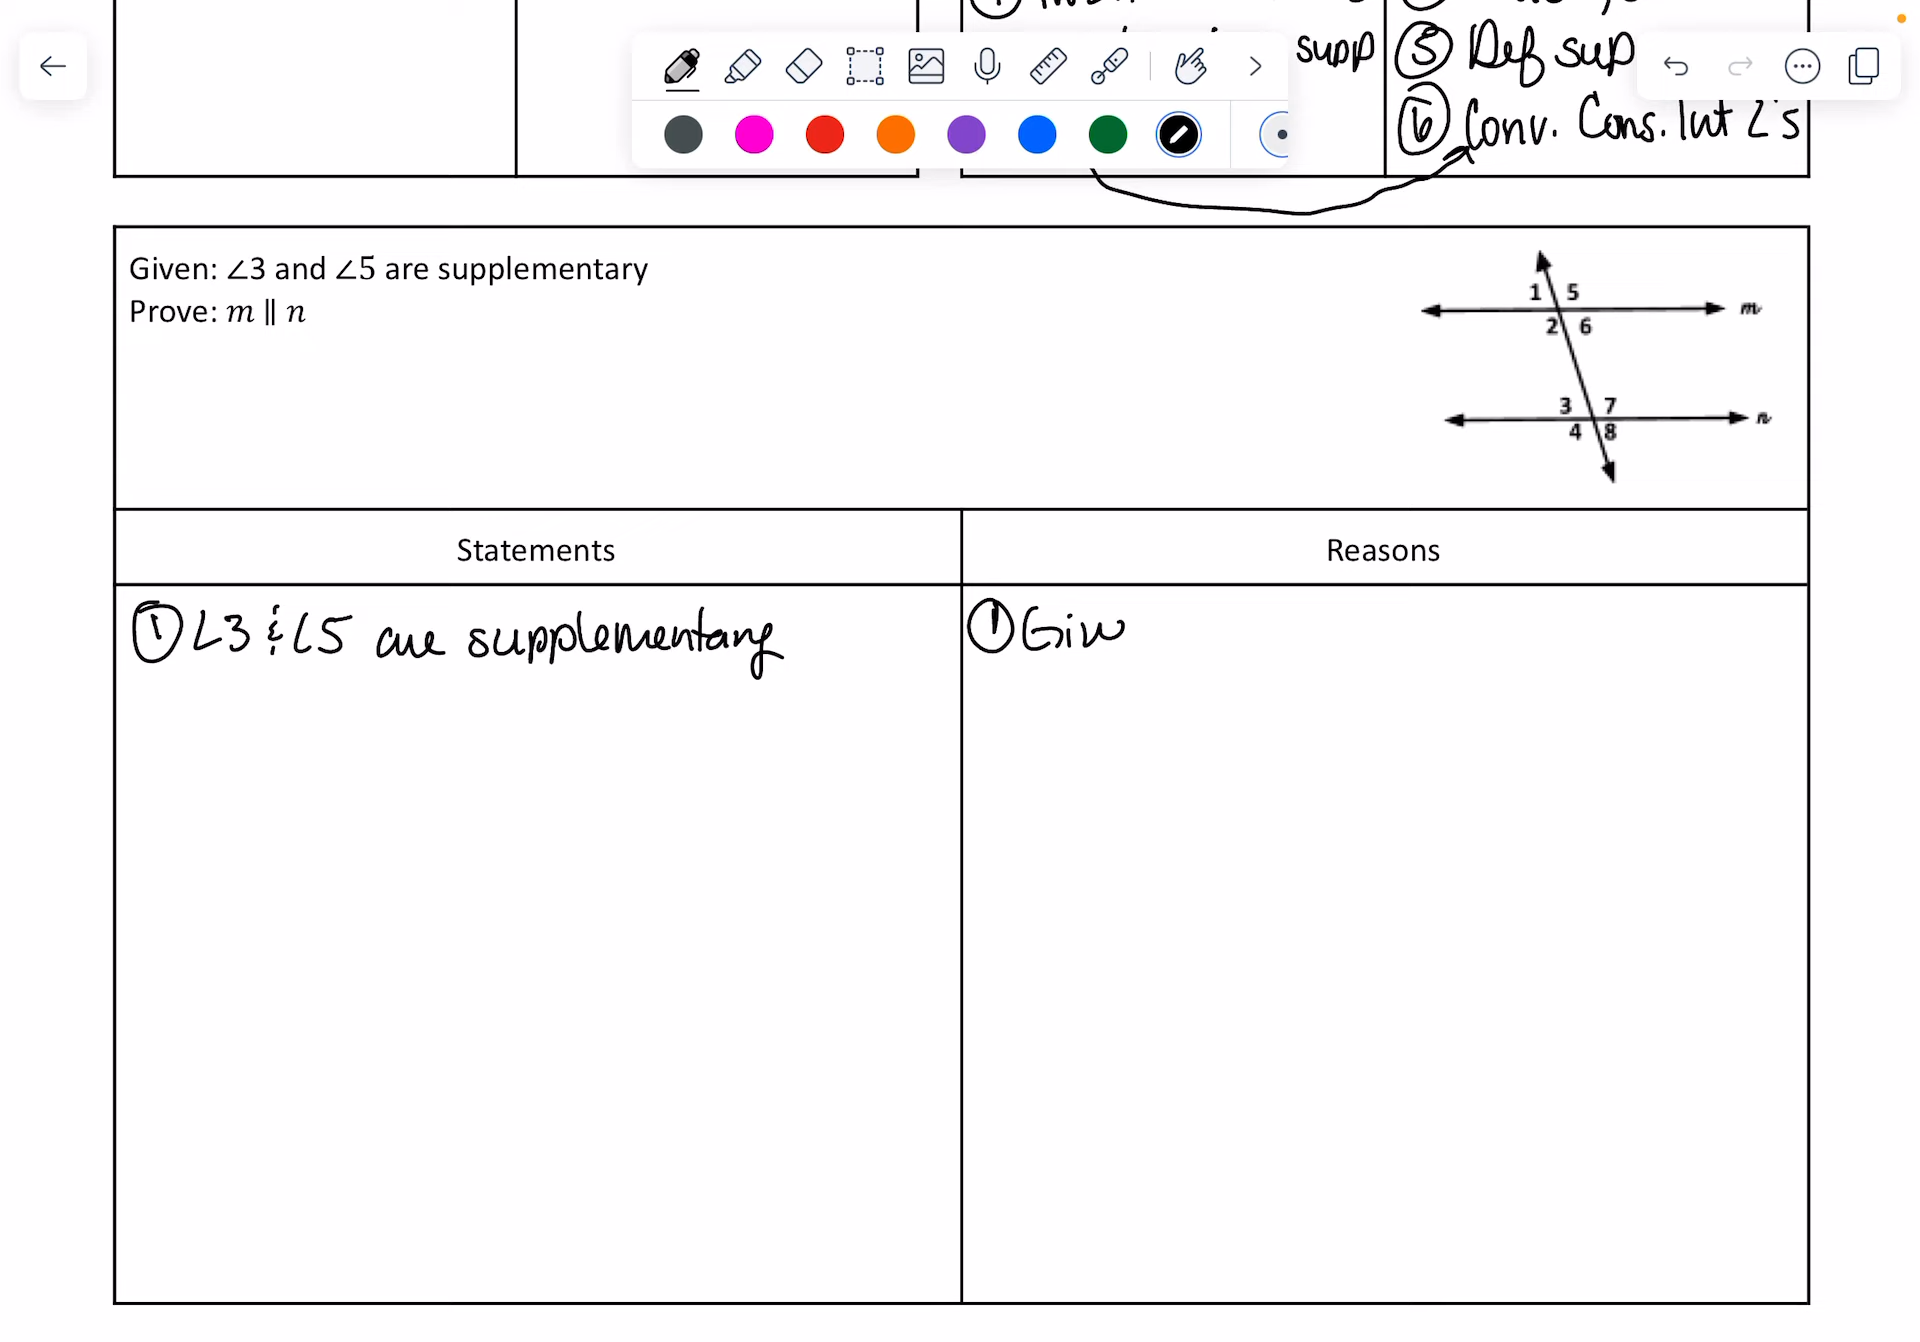 supp
⑤ Def sup
⑥ Conv. Cons. Int ∠'s
Given: ∠3 and ∠5 are supplementary
Prove: m ∥ n
1 5
m
2 6
3 7
n
4 8
Statements
Reasons
① ∠3 & ∠5 are supplementary
① Giv